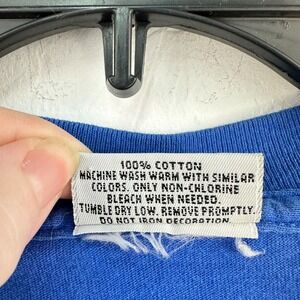 100% COTTON
MACHINE WASH WARM WITH SIMILAR
COLORS. ONLY NON-CHLORINE
BLEACH WHEN NEEDED.
TUMBLE DRY LOW. REMOVE PROMPTLY.
DO NOT IRON DECORATION.